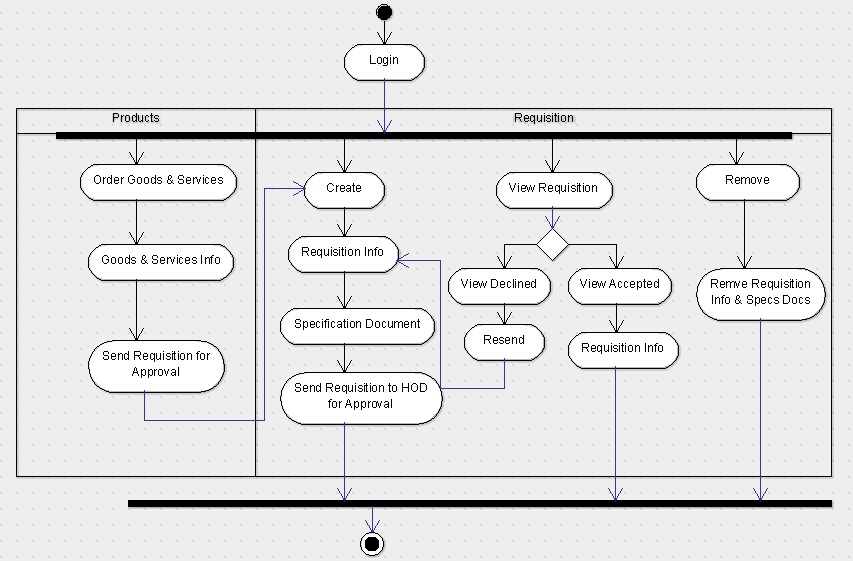 Login
Products
Requisition
Order Goods & Services
Create
View Requisition
Remove
Goods & Services Info
Requisition Info
View Declined
View Accepted
Remve Requisition
Info & Specs Docs
Specification Document
Resend
Requisition Info
Send Requisition for
Approval
Send Requisition to HOD
for Approval